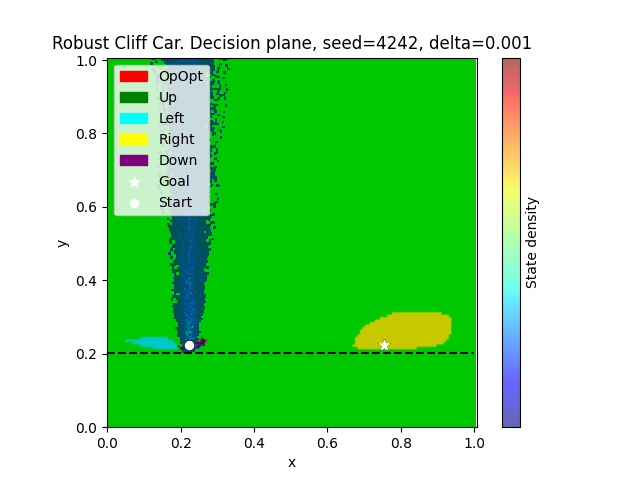 Robust Cliff Car. Decision plane, seed=4242, delta=0.001
OpOpt
Up
Left
Right
Down
Goal
Start
1.0
0.8
0.6
0.4
0.2
0.0
y
0.0 0.2 0.4 0.6 0.8 1.0
x
State density